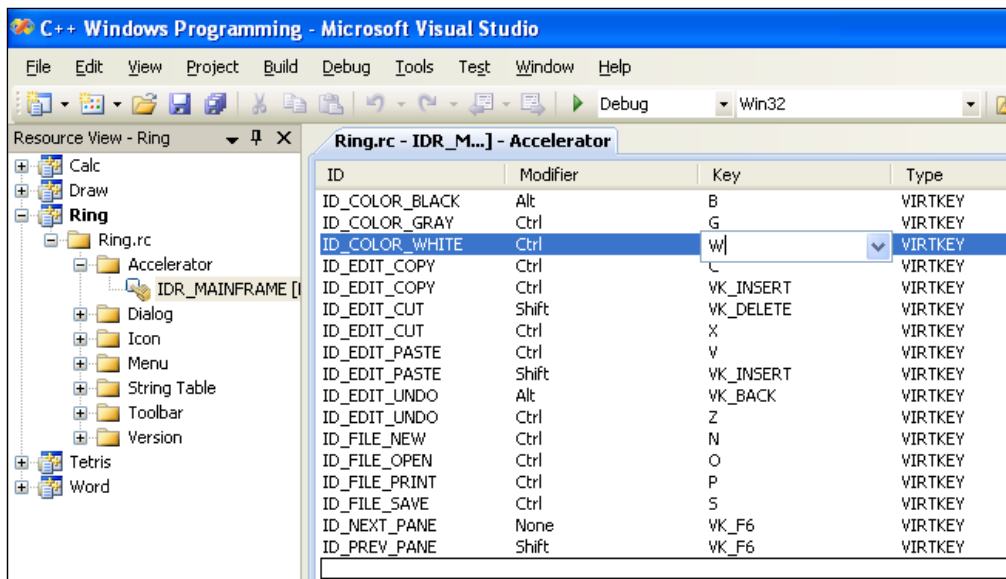 C++ Windows Programming - Microsoft Visual Studio
File Edit View Project Build Debug Tools Test Window Help
Debug Win32
Resource View - Ring
Calc
Draw
Ring
Ring.rc
Accelerator
IDR_MAINFRAME [
Dialog
Icon
Menu
String Table
Toolbar
Version
Tetris
Word
Ring.rc - IDR_M...] - Accelerator
ID Modifier Key Type
ID_COLOR_BLACK Alt B VIRTKEY
ID_COLOR_GRAY Ctrl G VIRTKEY
ID_COLOR_WHITE Ctrl W VIRTKEY
ID_EDIT_COPY Ctrl C VIRTKEY
ID_EDIT_COPY Ctrl VK_INSERT VIRTKEY
ID_EDIT_CUT Shift VK_DELETE VIRTKEY
ID_EDIT_CUT Ctrl X VIRTKEY
ID_EDIT_PASTE Ctrl V VIRTKEY
ID_EDIT_PASTE Shift VK_INSERT VIRTKEY
ID_EDIT_UNDO Alt VK_BACK VIRTKEY
ID_EDIT_UNDO Ctrl Z VIRTKEY
ID_FILE_NEW Ctrl N VIRTKEY
ID_FILE_OPEN Ctrl O VIRTKEY
ID_FILE_PRINT Ctrl P VIRTKEY
ID_FILE_SAVE Ctrl S VIRTKEY
ID_NEXT_PANE None VK_F6 VIRTKEY
ID_PREV_PANE Shift VK_F6 VIRTKEY